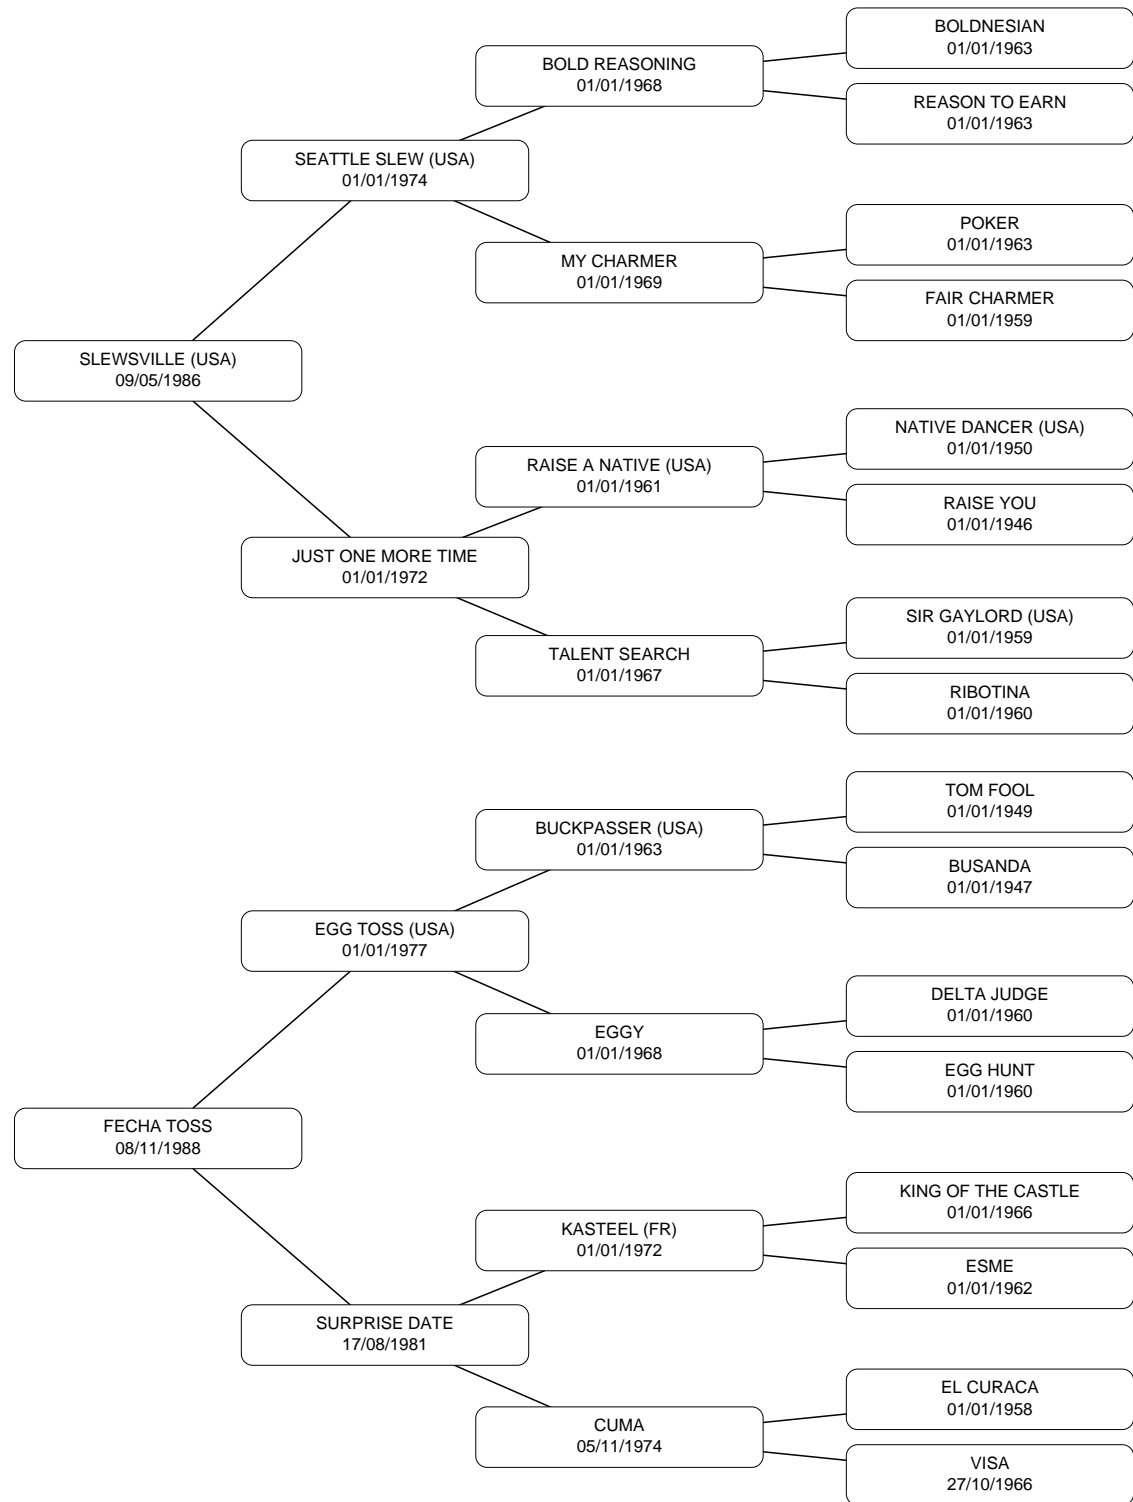 BOLDNESIAN
01/01/1963
BOLD REASONING
01/01/1968
REASON TO EARN
01/01/1963
SEATTLE SLEW (USA)
01/01/1974
POKER
01/01/1963
MY CHARMER
01/01/1969
FAIR CHARMER
01/01/1959
SLEWSVILLE (USA)
09/05/1986
NATIVE DANCER (USA)
01/01/1950
RAISE A NATIVE (USA)
01/01/1961
RAISE YOU
01/01/1946
JUST ONE MORE TIME
01/01/1972
SIR GAYLORD (USA)
01/01/1959
TALENT SEARCH
01/01/1967
RIBOTINA
01/01/1960
TOM FOOL
01/01/1949
BUCKPASSER (USA)
01/01/1963
BUSANDA
01/01/1947
EGG TOSS (USA)
01/01/1977
DELTA JUDGE
01/01/1960
EGGY
01/01/1968
EGG HUNT
01/01/1960
FECHA TOSS
08/11/1988
KING OF THE CASTLE
01/01/1966
KASTEEL (FR)
01/01/1972
ESME
01/01/1962
SURPRISE DATE
17/08/1981
EL CURACA
01/01/1958
CUMA
05/11/1974
VISA
27/10/1966